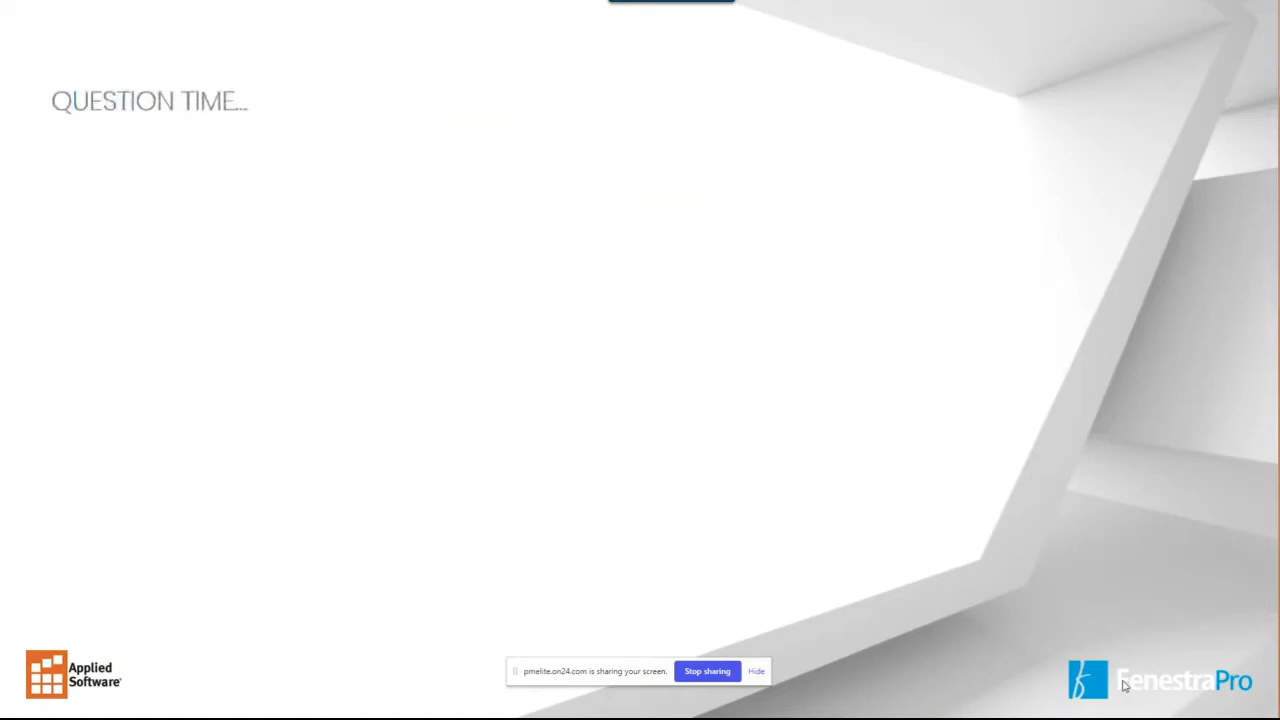 QUESTION TIME...
Applied
Software®
pmelite.on24.com is sharing your screen.
Stop sharing
Hide
FenestraPro